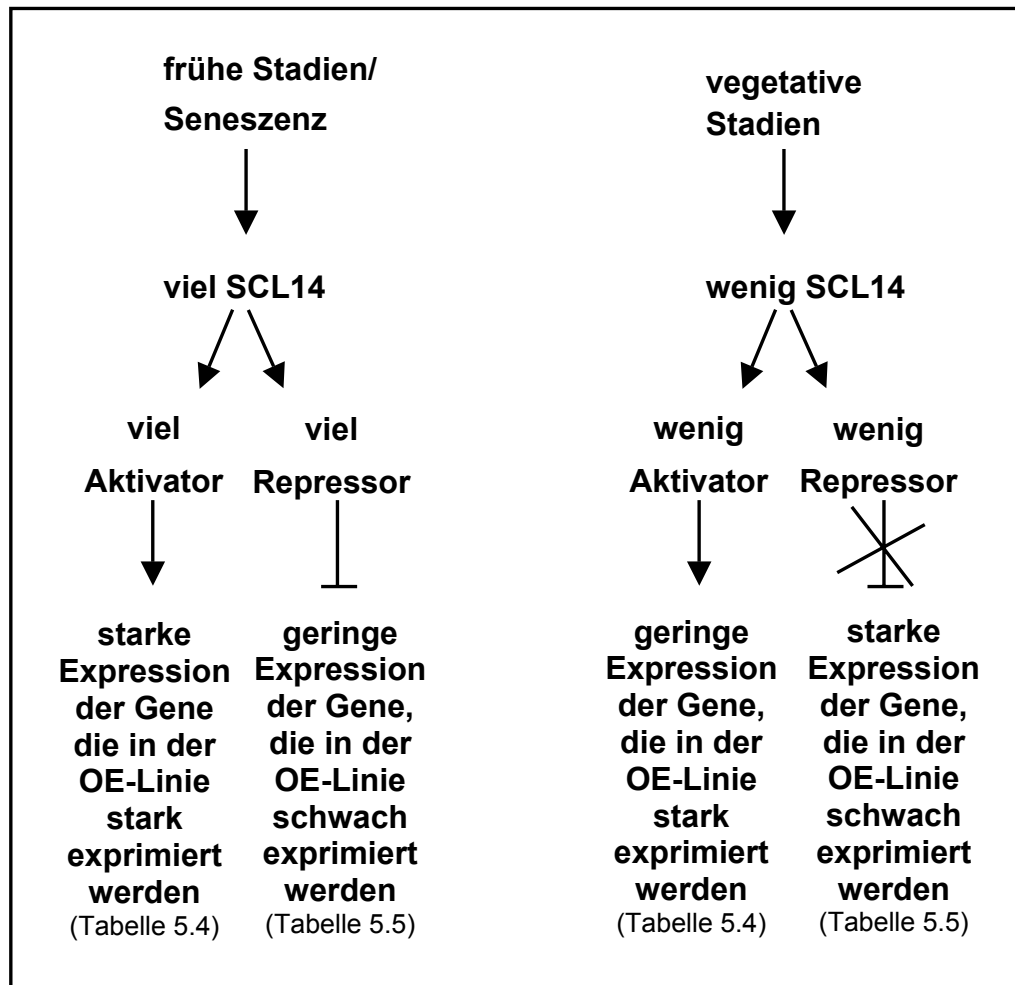 frühe Stadien/
Seneszenz
viel SCL14
viel
Aktivator
starke
Expression
der Gene
die in der
OE-Linie
stark
exprimiert
werden
(Tabelle 5.4)
viel
Repressor
geringe
Expression
der Gene,
die in der
OE-Linie
schwach
exprimiert
werden
(Tabelle 5.5)
vegetative
Stadien
wenig SCL14
wenig
Aktivator
geringe
Expression
der Gene,
die in der
OE-Linie
stark
exprimiert
werden
(Tabelle 5.4)
wenig
Repressor
starke
Expression
der Gene,
die in der
OE-Linie
schwach
exprimiert
werden
(Tabelle 5.5)